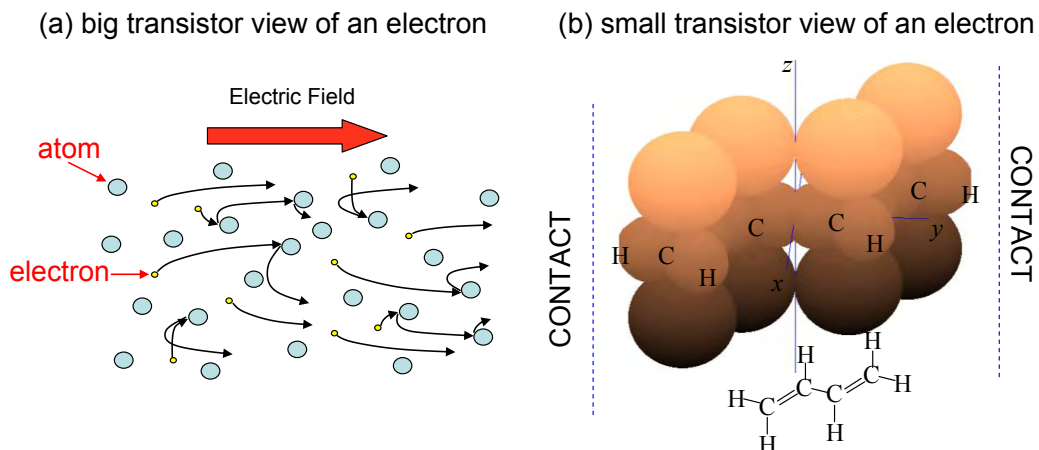 (a) big transistor view of an electron
Electric Field
atom
electron
(b) small transistor view of an electron
z
CONTACT
CONTACT
C
H
C
C
y
H
H
C
H
x
H
H
H
C
C
H
C
H
C
H
H